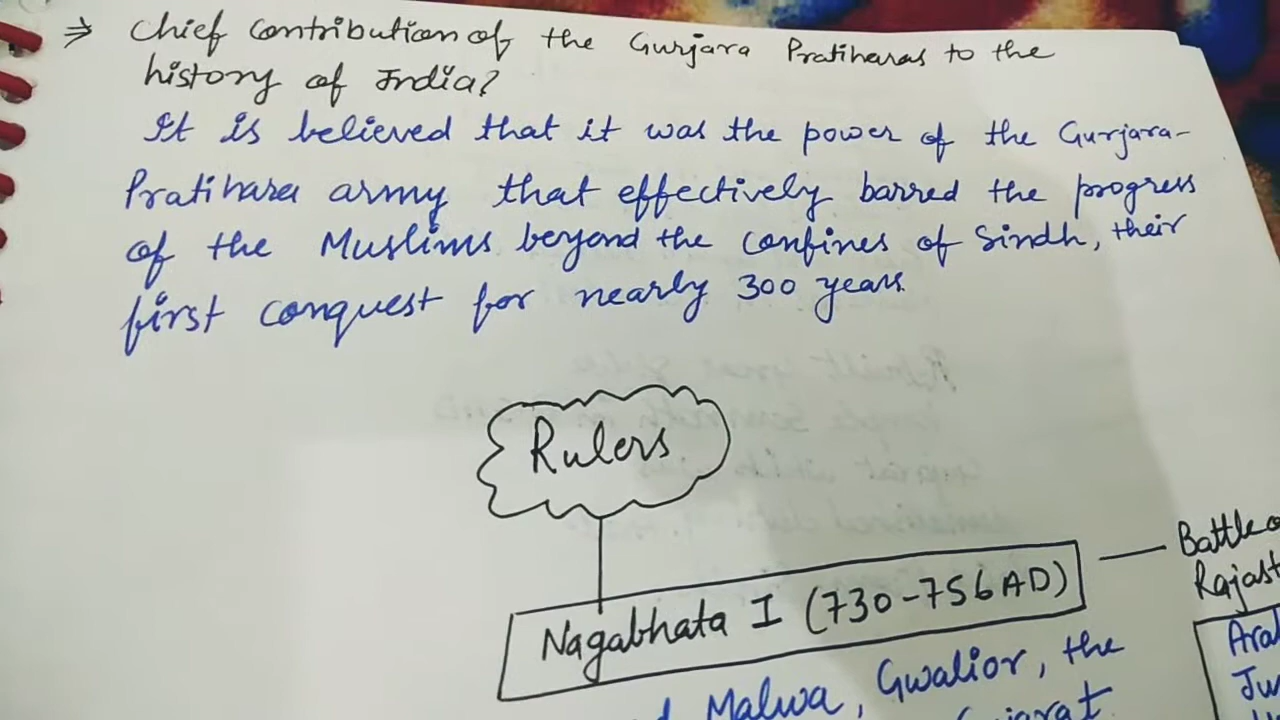 ⇒ Chief Contribution of the Gurjara Pratiharas to the
history of India?
It is believed that it was the power of the Gurjara-
Pratihara army that effectively barred the progress
of the Muslims beyond the confines of Sindh, their
first conquest for nearly 300 years.
Rulers
Nagabhata I (730-756AD)
Battle
Malwa, Gwalior, the